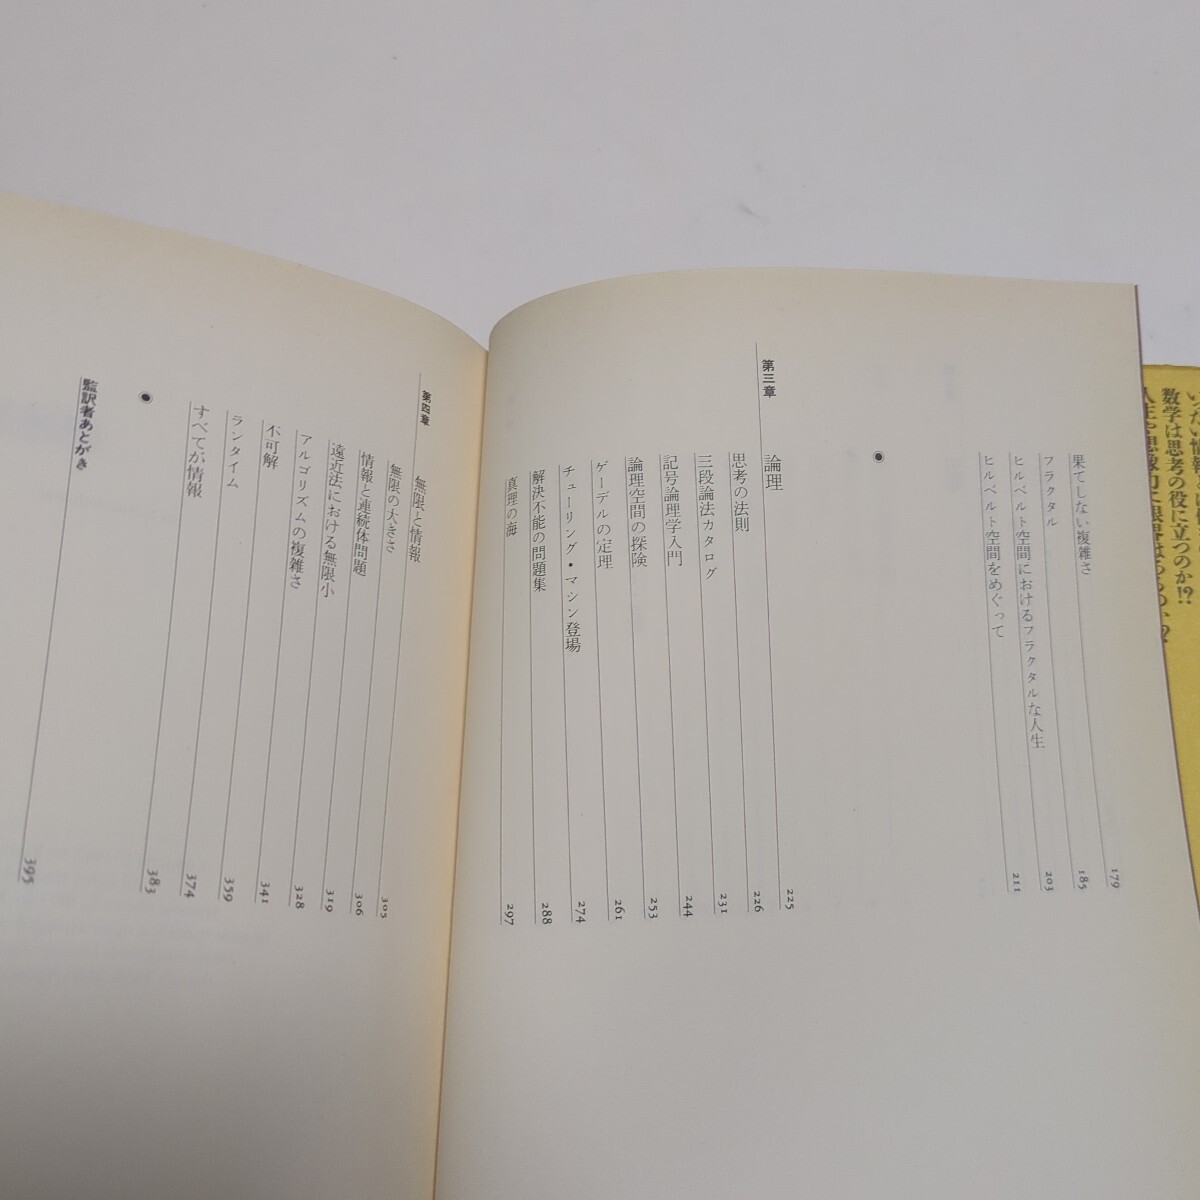 いったい情報と
数学は思考の役に立つのか!?
果てしない複雑さ 179
フラクタル 185
ヒルベルト空間におけるフラクタルな人生 203
ヒルベルト空間をめぐって 211
第三章 論理 225
思考の法則 226
三段論法カタログ 231
記号論理学入門 244
論理空間の探険 253
ゲーデルの定理 261
チューリング・マシン登場 274
解決不能の問題集 288
真理の海 297
第四章 無限と情報 305
無限の大きさ 306
情報と連続体問題 319
遠近法における無限小 328
アルゴリズムの複雑さ 341
不可解 359
ランタイム 374
すべてが情報 383
監訳者あとがき 395